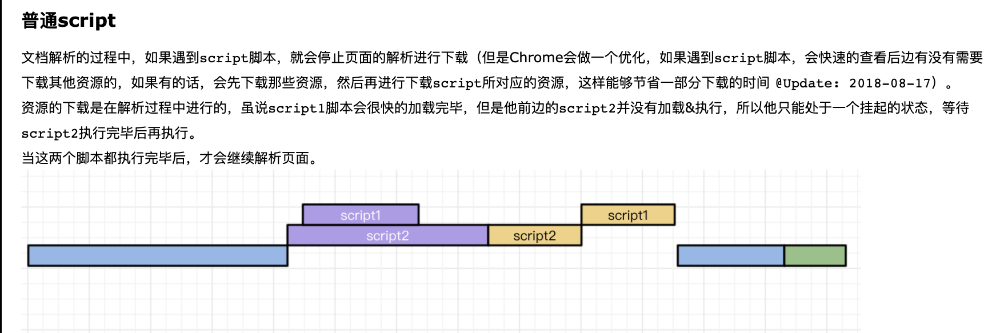 普通script
文档解析的过程中，如果遇到script脚本，就会停止页面的解析进行下载（但是Chrome会做一个优化，如果遇到script脚本，会快速的查看后边有没有需要
下载其他资源的，如果有的话，会先下载那些资源，然后再进行下载script所对应的资源，这样能够节省一部分下载的时间 @Update: 2018-08-17）。
资源的下载是在解析过程中进行的，虽说script1脚本会很快的加载完毕，但是他前边的script2并没有加载&执行，所以他只能处于一个挂起的状态，等待
script2执行完毕后再执行。
当这两个脚本都执行完毕后，才会继续解析页面。
script1 script1
script2 script2